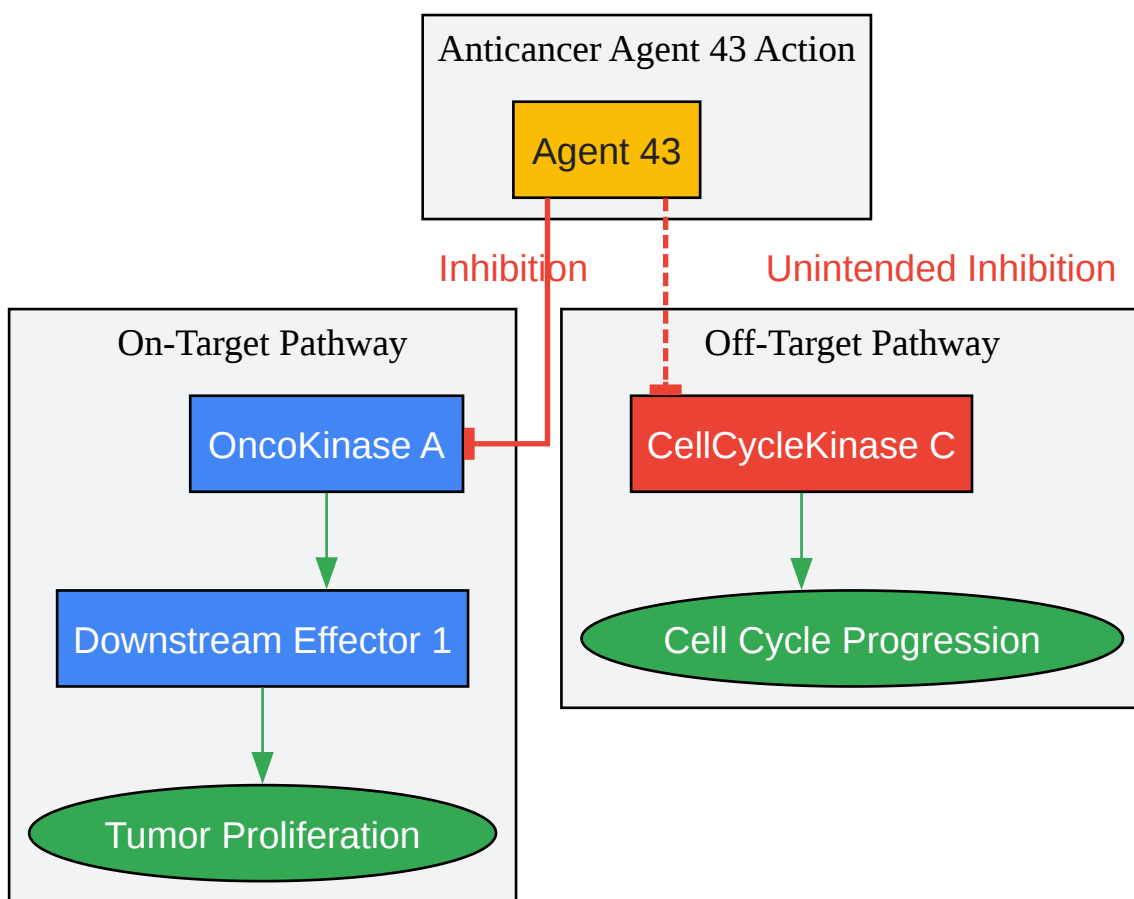 Anticancer Agent 43 Action
Agent 43
Inhibition
Unintended Inhibition
On-Target Pathway
OncoKinase A
Downstream Effector 1
Tumor Proliferation
Off-Target Pathway
CellCycleKinase C
Cell Cycle Progression